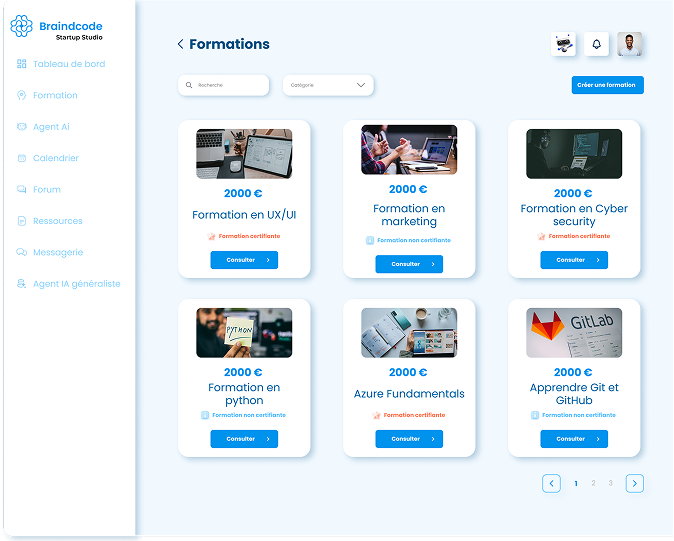 Braindcode
Startup Studio
Tableau de bord
Formation
Agent Ai
Calendrier
Forum
Ressources
Messagerie
Agent IA généraliste
Formations
Recherche
Catégorie
Créer une formation
2000 €
Formation en UX/UI
Formation certifiante
Consulter
2000 €
Formation en
marketing
Formation non certifiante
Consulter
2000 €
Formation en Cyber
security
Formation certifiante
Consulter
PYTHON
2000 €
Formation en
python
Formation non certifiante
Consulter
2000 €
Azure Fundamentals
Formation certifiante
Consulter
GitLab
2000 €
Apprendre Git et
GitHub
Formation non certifiante
Consulter
1 2 3